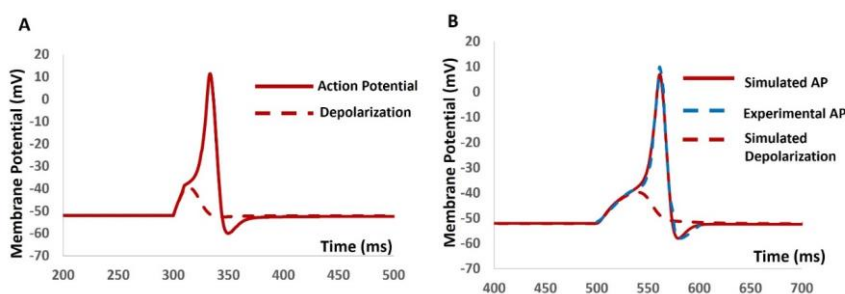 A
Membrane Potential (mV)
20
10
0
-10
-20
-30
-40
-50
-60
-70
200
300
350
400
450
500
Time (ms)
Action Potential
Depolarization
B
Membrane Potential (mV)
20
10
0
-10
-20
-30
-40
-50
-60
-70
400
450
500
550
600
650
700
Time (ms)
Simulated AP
Experimental AP
Simulated
Depolarization